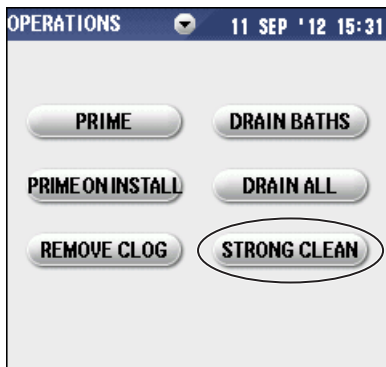 OPERATIONS 11 SEP '12 15:31
PRIME DRAIN BATHS
PRIME ON INSTALL DRAIN ALL
REMOVE CLOG STRONG CLEAN